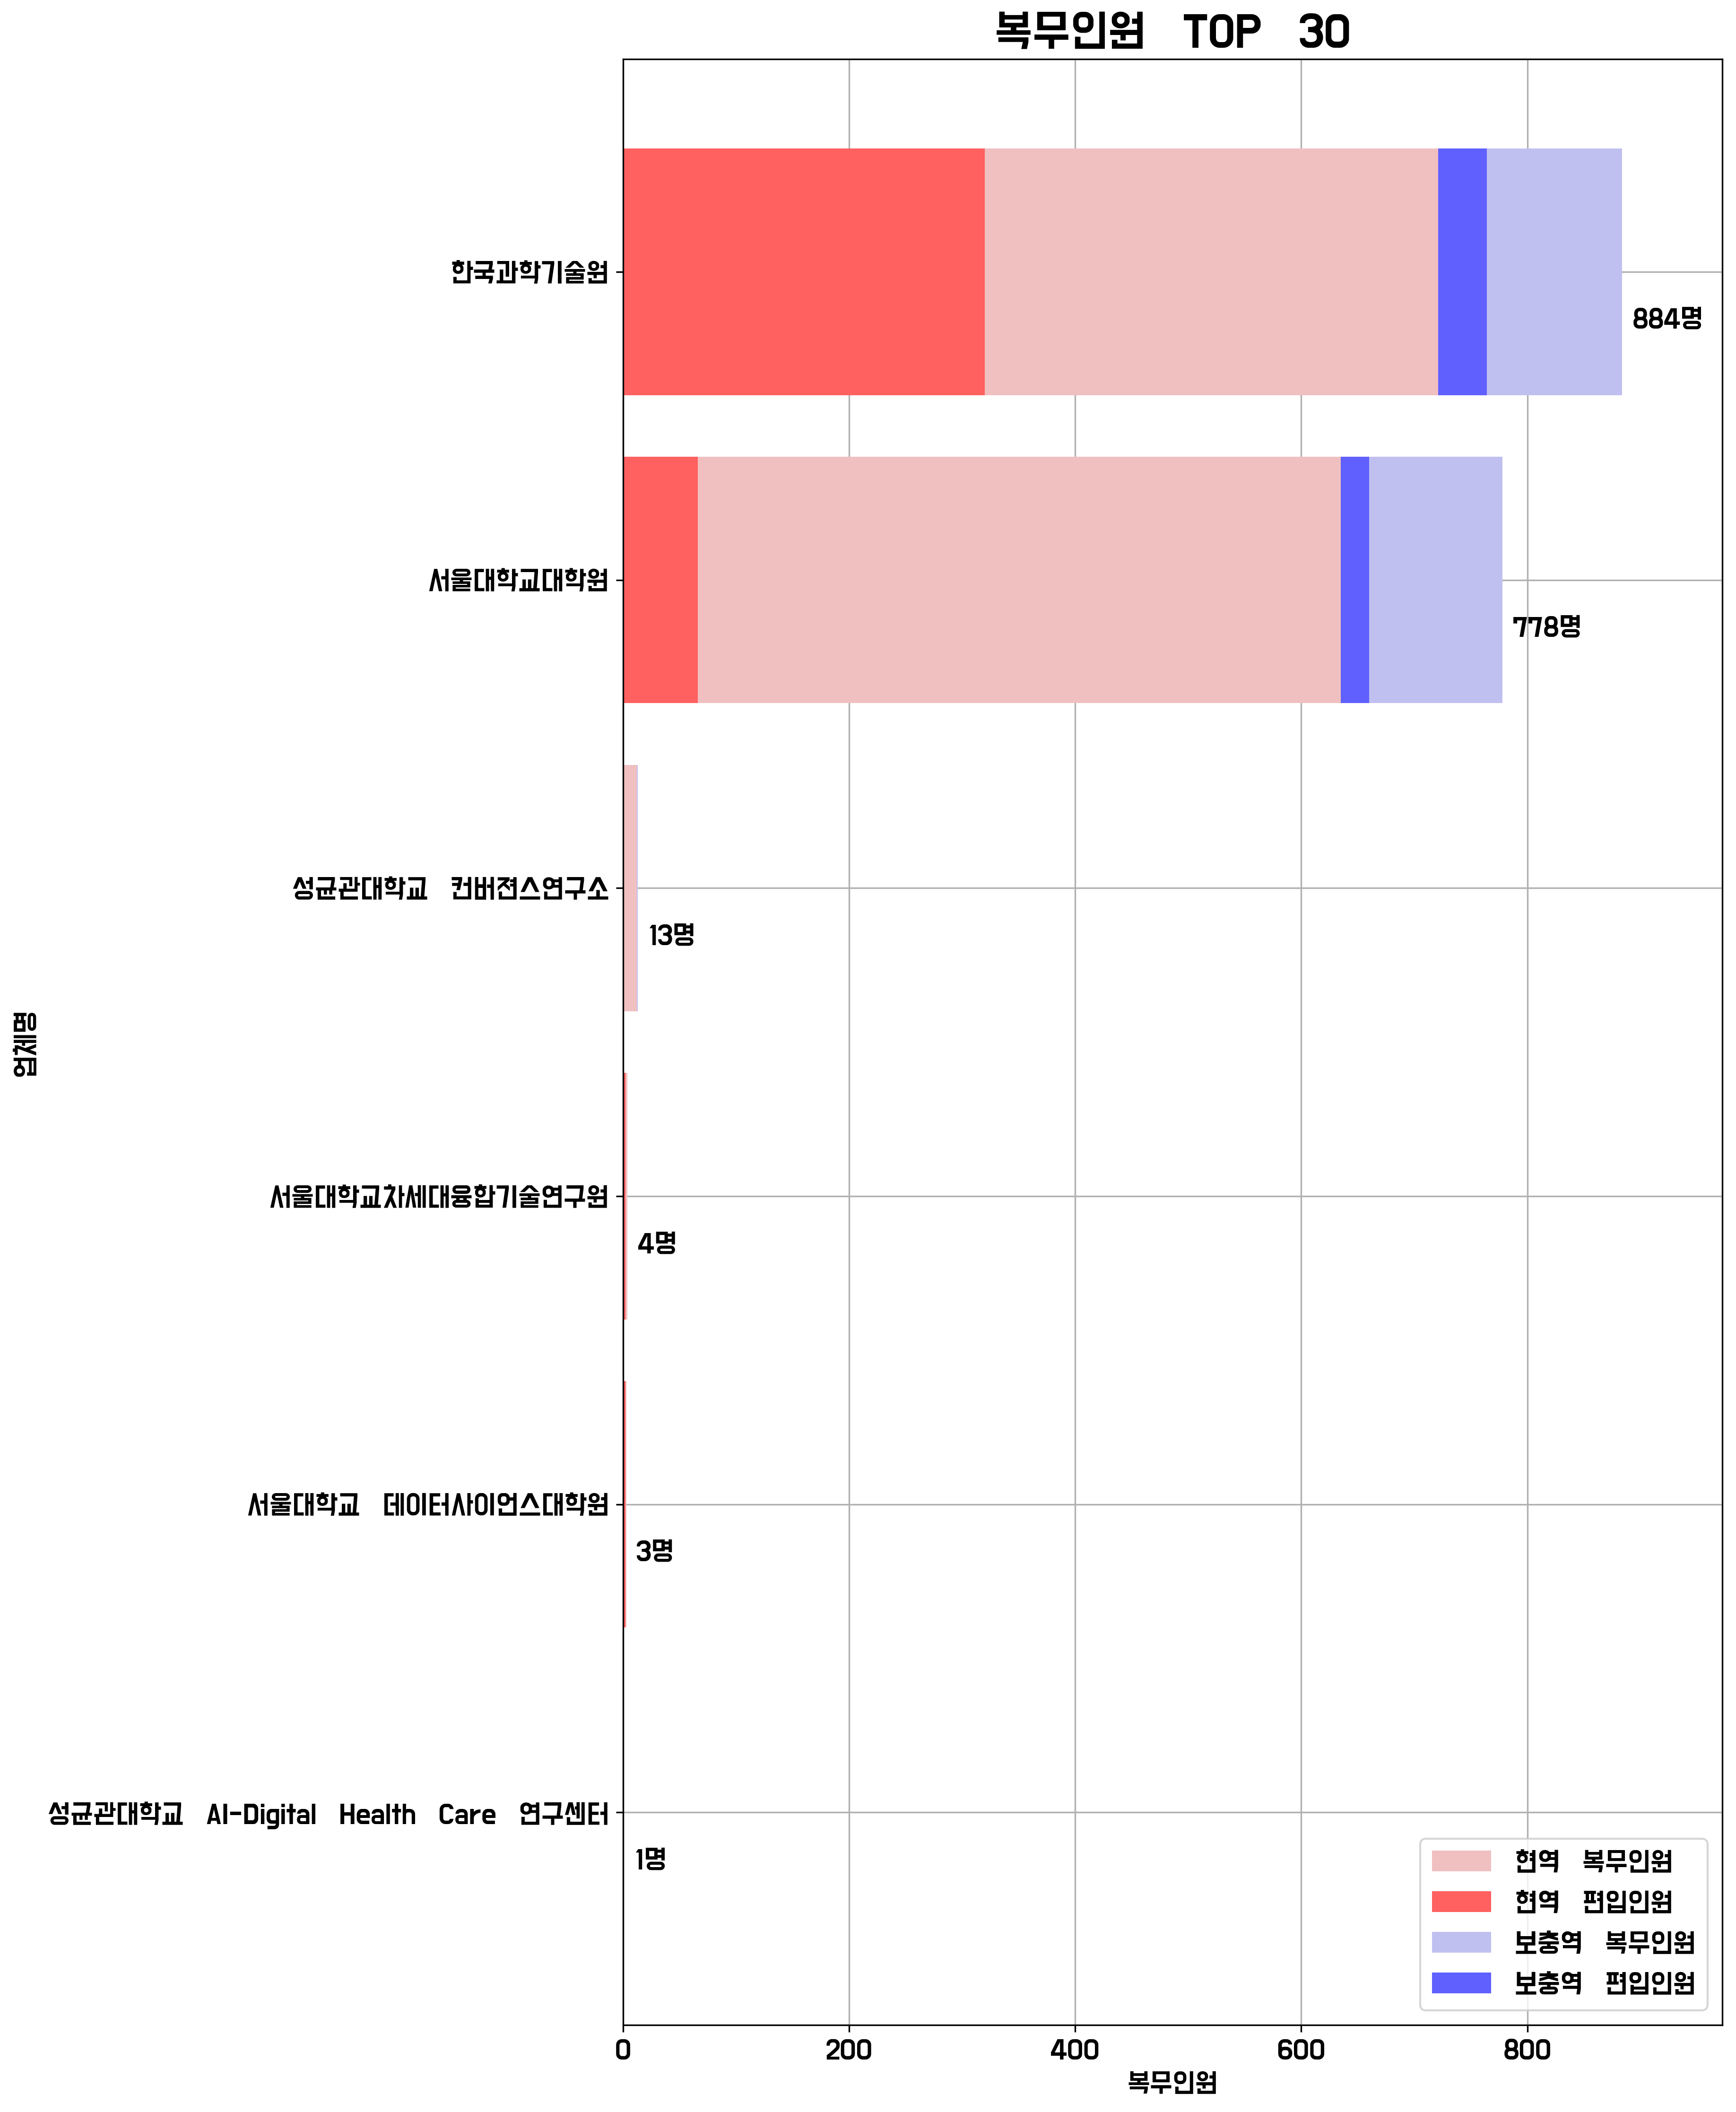 복무인원 TOP 30
한국과학기술원
884명
서울대학교대학원
778명
성균관대학교 컨버젼스연구소
13명
업체명
서울대학교차세대융합기술연구원
4명
서울대학교 데이터사이언스대학원
3명
성균관대학교 AI-Digital Health Care 연구센터
1명
현역 복무인원
현역 편입인원
보충역 복무인원
보충역 편입인원
0 200 400 600 800
복무인원